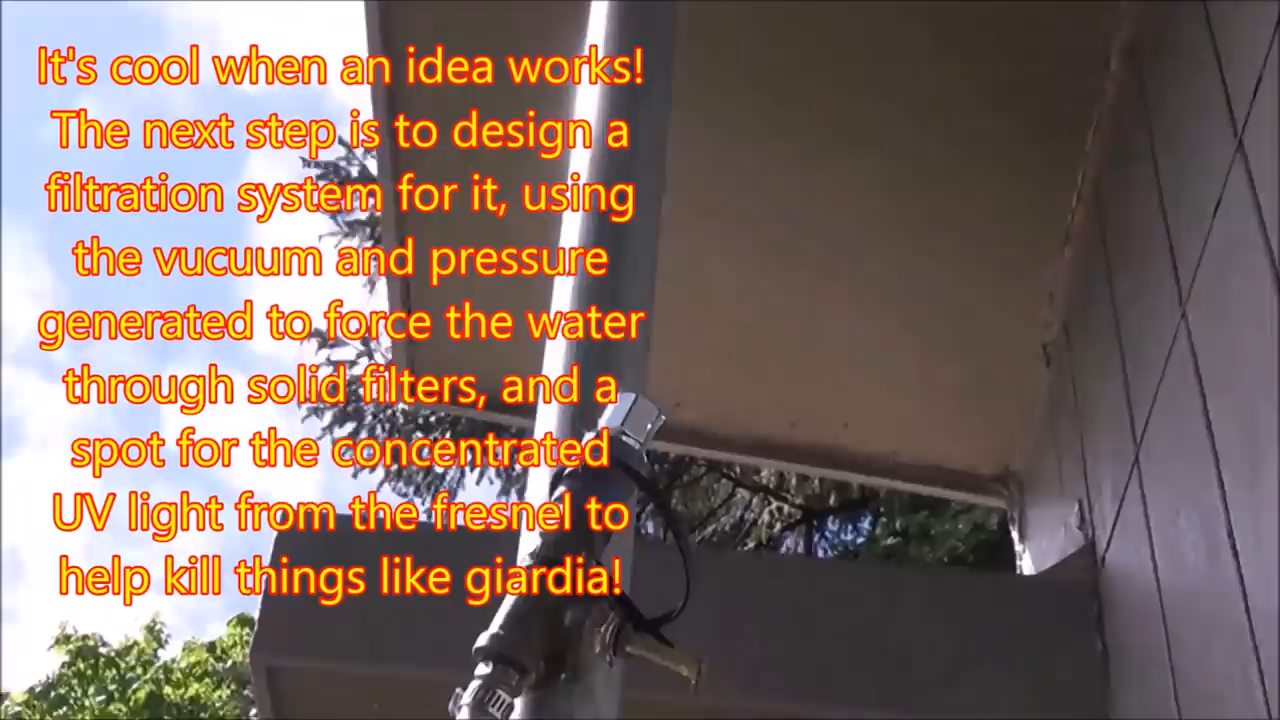 It's cool when an idea works!
The next step is to design a
filtration system for it, using
the vucuum and pressure
generated to force the water
through solid filters, and a
spot for the concentrated
UV light from the fresnel to
help kill things like giardia!